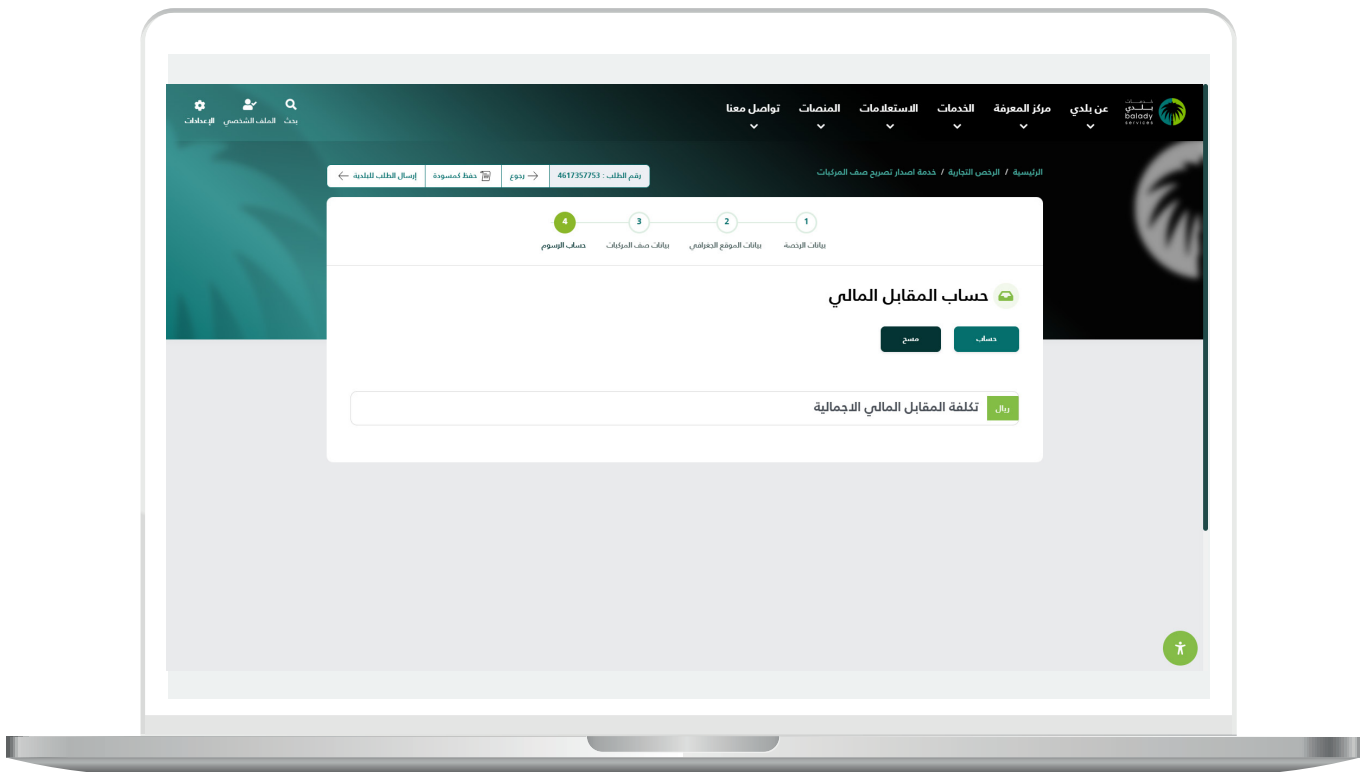 خدمات
بلدي
balady
services
عن بلدي
مركز المعرفة
الخدمات
الاستعلامات
المنصات
تواصل معنا
بحث
الملف الشخصي
الإعدادات
الرئيسية / الرخص التجارية / خدمة اصدار تصريح صف المركبات
رقم الطلب : 4617357753
رجوع
حفظ كمسودة
إرسال الطلب للبلدية
1
بيانات الرخصة
2
بيانات الموقع الجغرافي
3
بيانات صف المركبات
4
حساب الرسوم
حساب المقابل المالي
حساب
مسح
ريال
تكلفة المقابل المالي الاجمالية